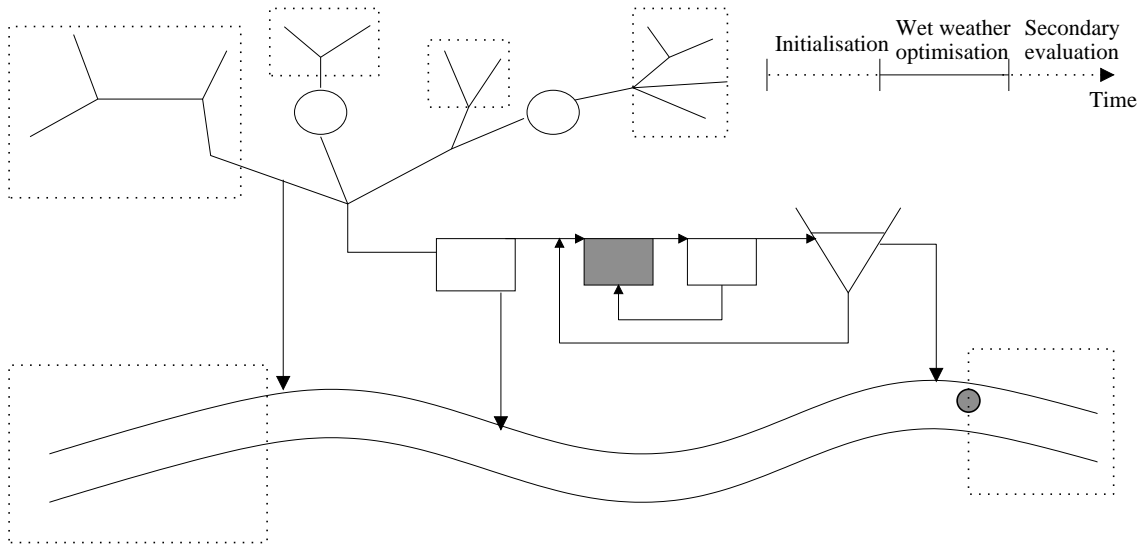 Initialisation
Wet weather
optimisation
Secondary
evaluation
Time